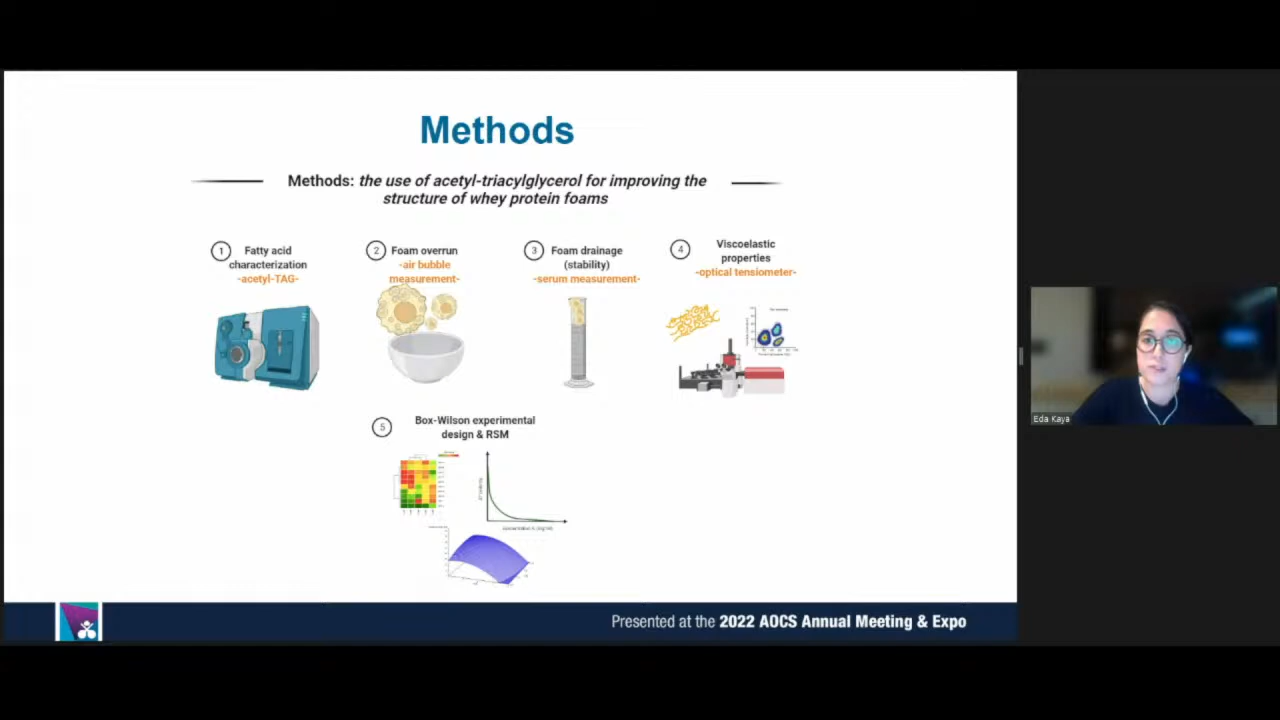 Methods
Methods: the use of acetyl-triacylglycerol for improving the
structure of whey protein foams
1
Fatty acid
characterization
-acetyl-TAG-
2
Foam overrun
-air bubble
measurement-
3
Foam drainage
(stability)
-serum measurement-
4
Viscoelastic
properties
-optical tensiometer-
5
Box-Wilson experimental
design & RSM
Presented at the 2022 AOCS Annual Meeting & Expo
Eda Kaya